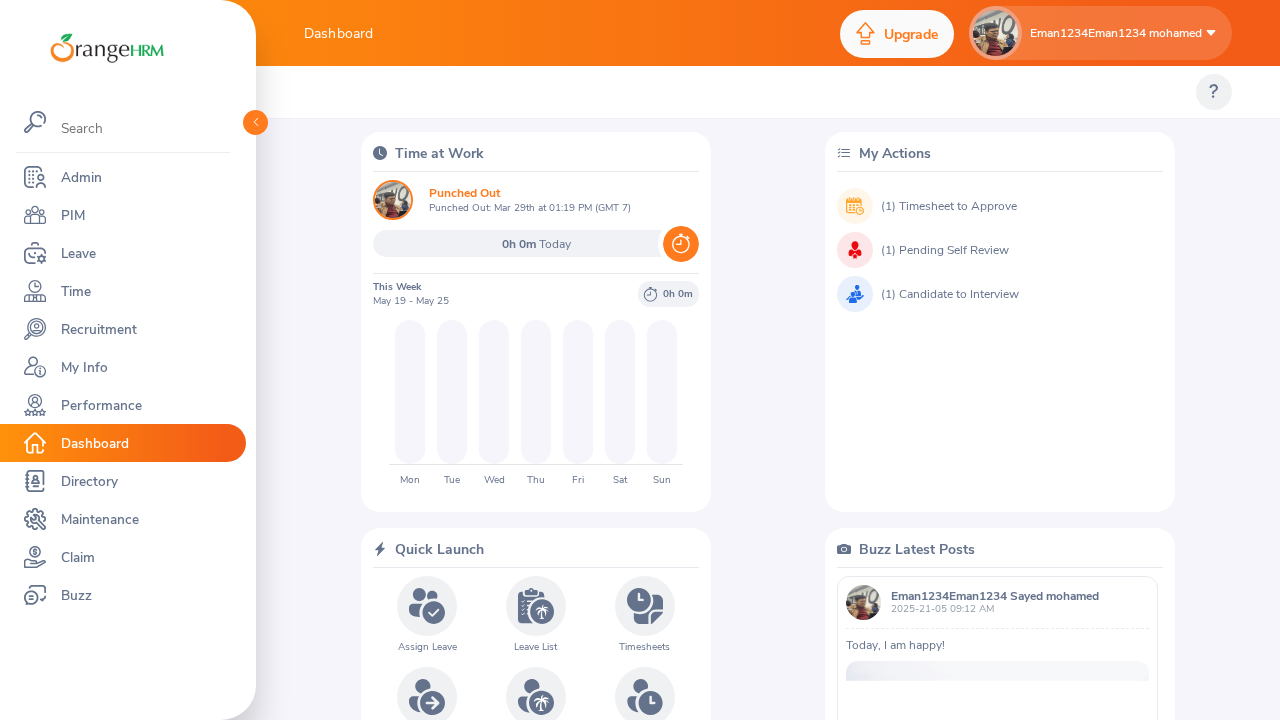 OrangeHRM
Dashboard
Upgrade
Eman1234Eman1234 mohamed
Search
?
Admin
PIM
Leave
Time
Recruitment
My Info
Performance
Dashboard
Directory
Maintenance
Claim
Buzz
Time at Work
Punched Out
Punched Out: Mar 29th at 01:19 PM (GMT 7)
0h 0m Today
This Week
May 19 - May 25
0h 0m
Mon Tue Wed Thu Fri Sat Sun
My Actions
(1) Timesheet to Approve
(1) Pending Self Review
(1) Candidate to Interview
Quick Launch
Assign Leave
Leave List
Timesheets
Buzz Latest Posts
Eman1234Eman1234 Sayed mohamed
2025-21-05 09:12 AM
Today, I am happy!